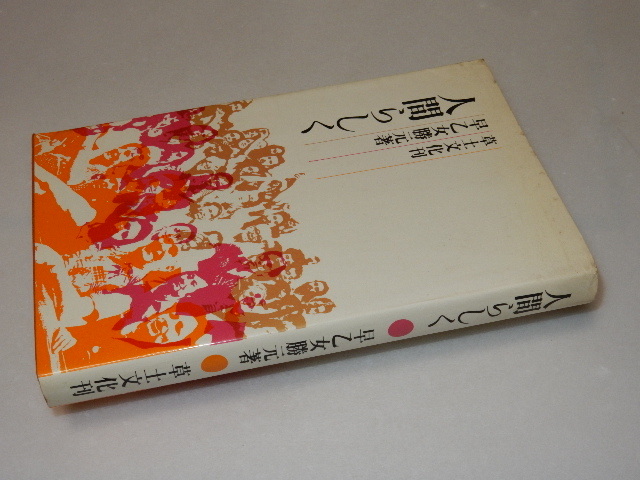 人間らしく
早乙女勝元著
草土文化刊
人間らしく
早乙女勝元著
草土文化刊